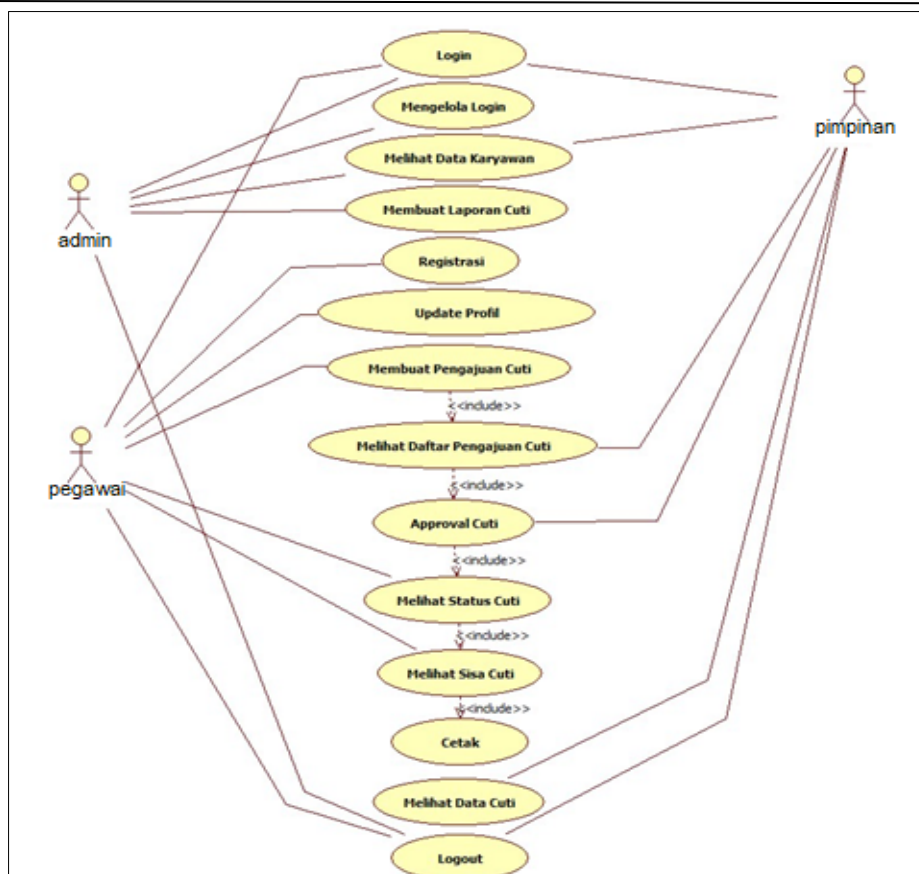 Login
Mengelola Login
pimpinan
Melihat Data Karyawan
Membuat Laporan Cuti
admin
Registrasi
Update Profil
Membuat Pengajuan Cuti
<<include>>
Melihat Daftar Pengajuan Cuti
<<include>>
pegawai
Approval Cuti
<<include>>
Melihat Status Cuti
<<include>>
Melihat Sisa Cuti
<<include>>
Cetak
Melihat Data Cuti
Logout